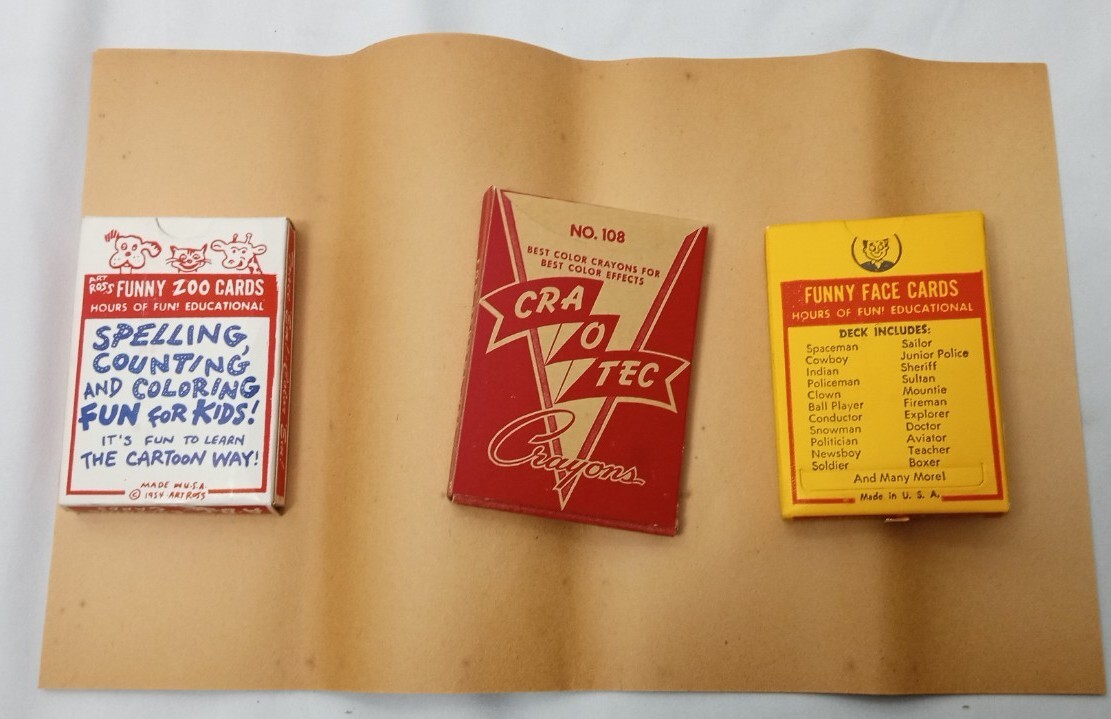 ART
ROSS FUNNY ZOO CARDS
HOURS OF FUN! EDUCATIONAL
SPELLING,
COUNTING
AND COLORING
FUN FOR KIDS!
IT'S FUN TO LEARN
THE CARTOON WAY!
MADE IN U.S.A.
© 1954 ART ROSS
NO. 108
BEST COLOR CRAYONS FOR
BEST COLOR EFFECTS
CRA
O
TEC
Crayons
FUNNY FACE CARDS
HOURS OF FUN! EDUCATIONAL
DECK INCLUDES:
Spaceman Sailor
Cowboy Junior Police
Indian Sheriff
Policeman Sultan
Clown Mountie
Ball Player Fireman
Conductor Explorer
Snowman Doctor
Politician Aviator
Newsboy Teacher
Soldier Boxer
And Many More!
Made in U. S. A.